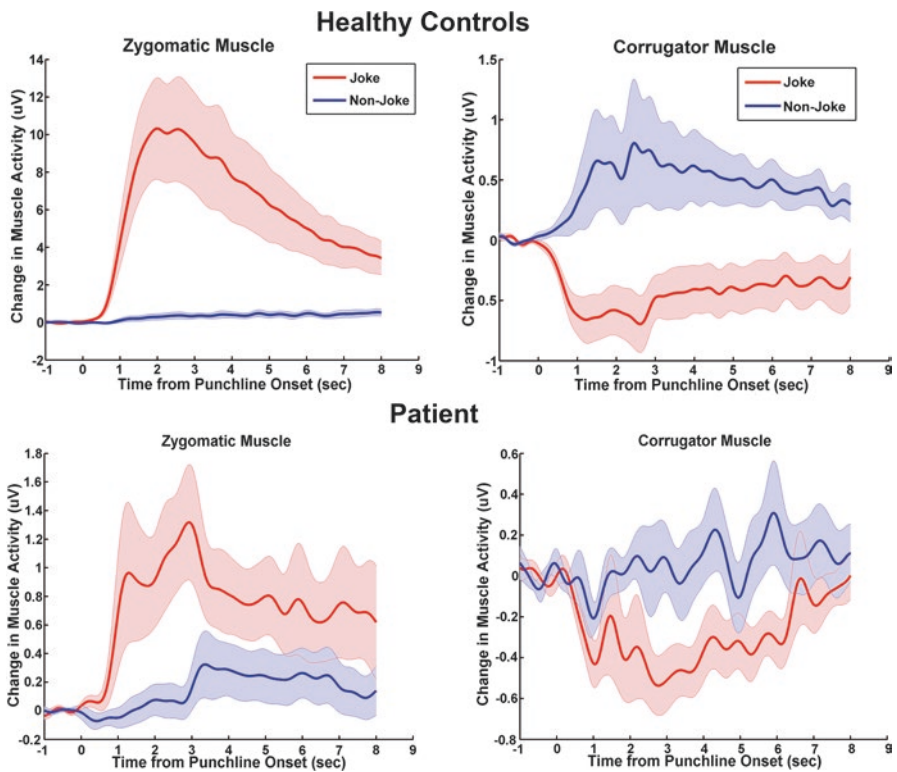 Healthy Controls
Zygomatic Muscle
Change in Muscle Activity (uV)
14
12
10
8
6
4
2
0
-2
Joke
Non-Joke
-1 0 1 2 3 4 5 6 7 8 9
Time from Punchline Onset (sec)
Corrugator Muscle
Change in Muscle Activity (uV)
1.5
1
0.5
0
0.5
-1
Joke
Non-Joke
-1 0 1 2 3 4 5 6 7 8 9
Time from Punchline Onset (sec)
Patient
Zygomatic Muscle
Change in Muscle Activity (uV)
1.8
1.6
1.4
1.2
1
0.8
0.6
0.4
0.2
0
-0.2
-1 0 1 2 3 4 5 6 7 8 9
Time from Punchline Onset (sec)
Corrugator Muscle
Change in Muscle Activity (uV)
0.6
0.4
0.2
0
-0.2
-0.4
-0.6
-0.8
-1 0 1 2 3 4 5 6 7 8 9
Time from Punchline Onset (sec)